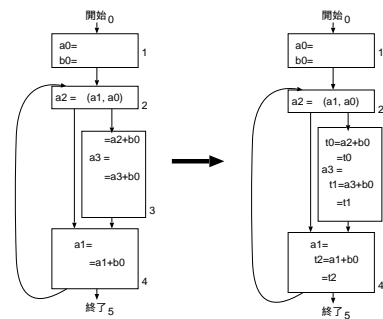 開始 0
a0=
b0=
1
a2 = (a1, a0)
2
=a2+b0
a3 =
=a3+b0
3
a1=
=a1+b0
4
終了 5
開始 0
a0=
b0=
1
a2 = (a1, a0)
2
t0=a2+b0
=t0
a3 =
t1=a3+b0
=t1
3
a1=
t2=a1+b0
=t2
4
終了 5